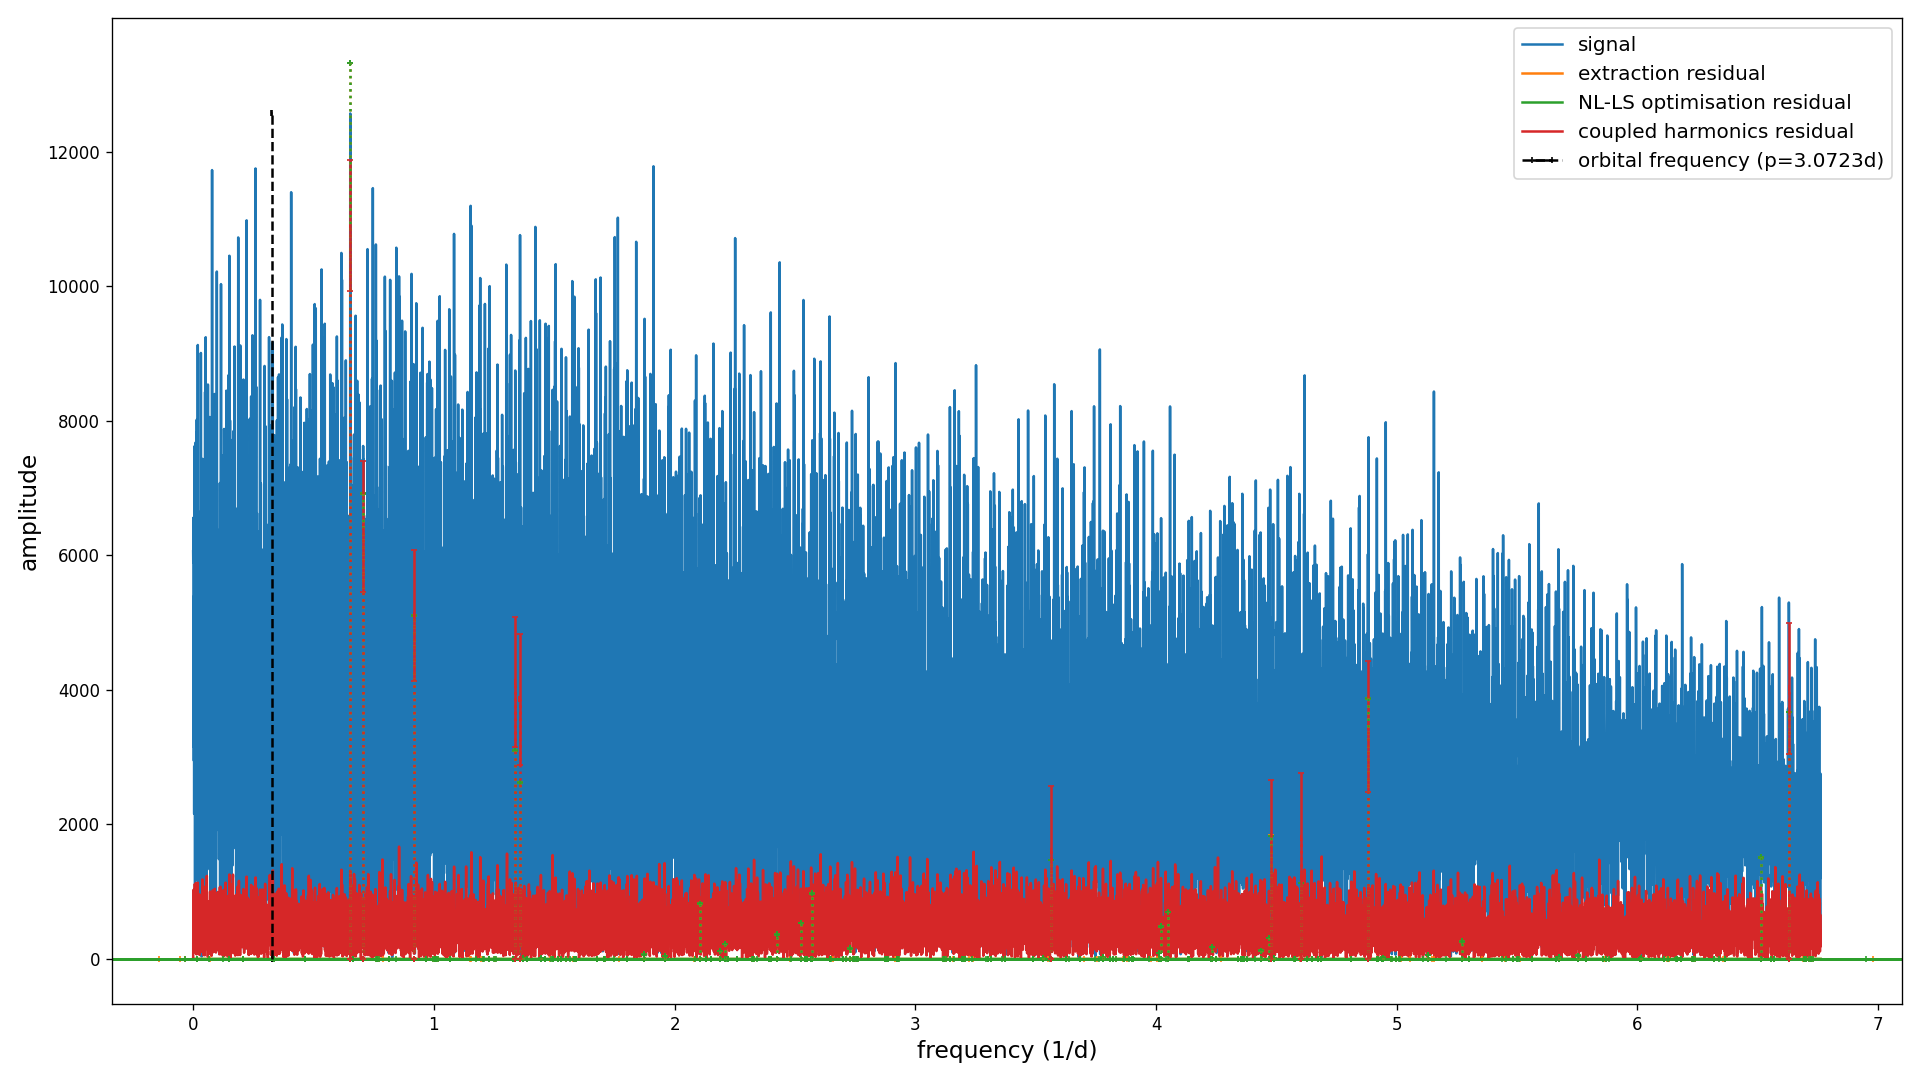 signal
extraction residual
NL-LS optimisation residual
coupled harmonics residual
orbital frequency (p=3.0723d)
amplitude
12000
10000
8000
6000
4000
2000
0
0 1 2 3 4 5 6 7
frequency (1/d)